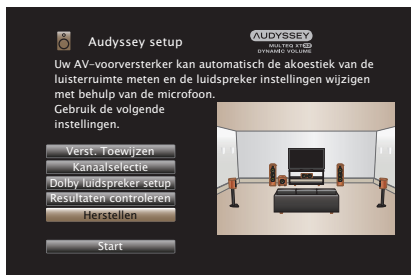 Audyssey setup
AUDYSSEY
MULTEQ XT32
DYNAMIC VOLUME
Uw AV-voorversterker kan automatisch de akoestiek van de
luisterruimte meten en de luidspreker instellingen wijzigen
met behulp van de microfoon.
Gebruik de volgende
instellingen.
Verst. Toewijzen
Kanaalselectie
Dolby luidspreker setup
Resultaten controleren
Herstellen
Start